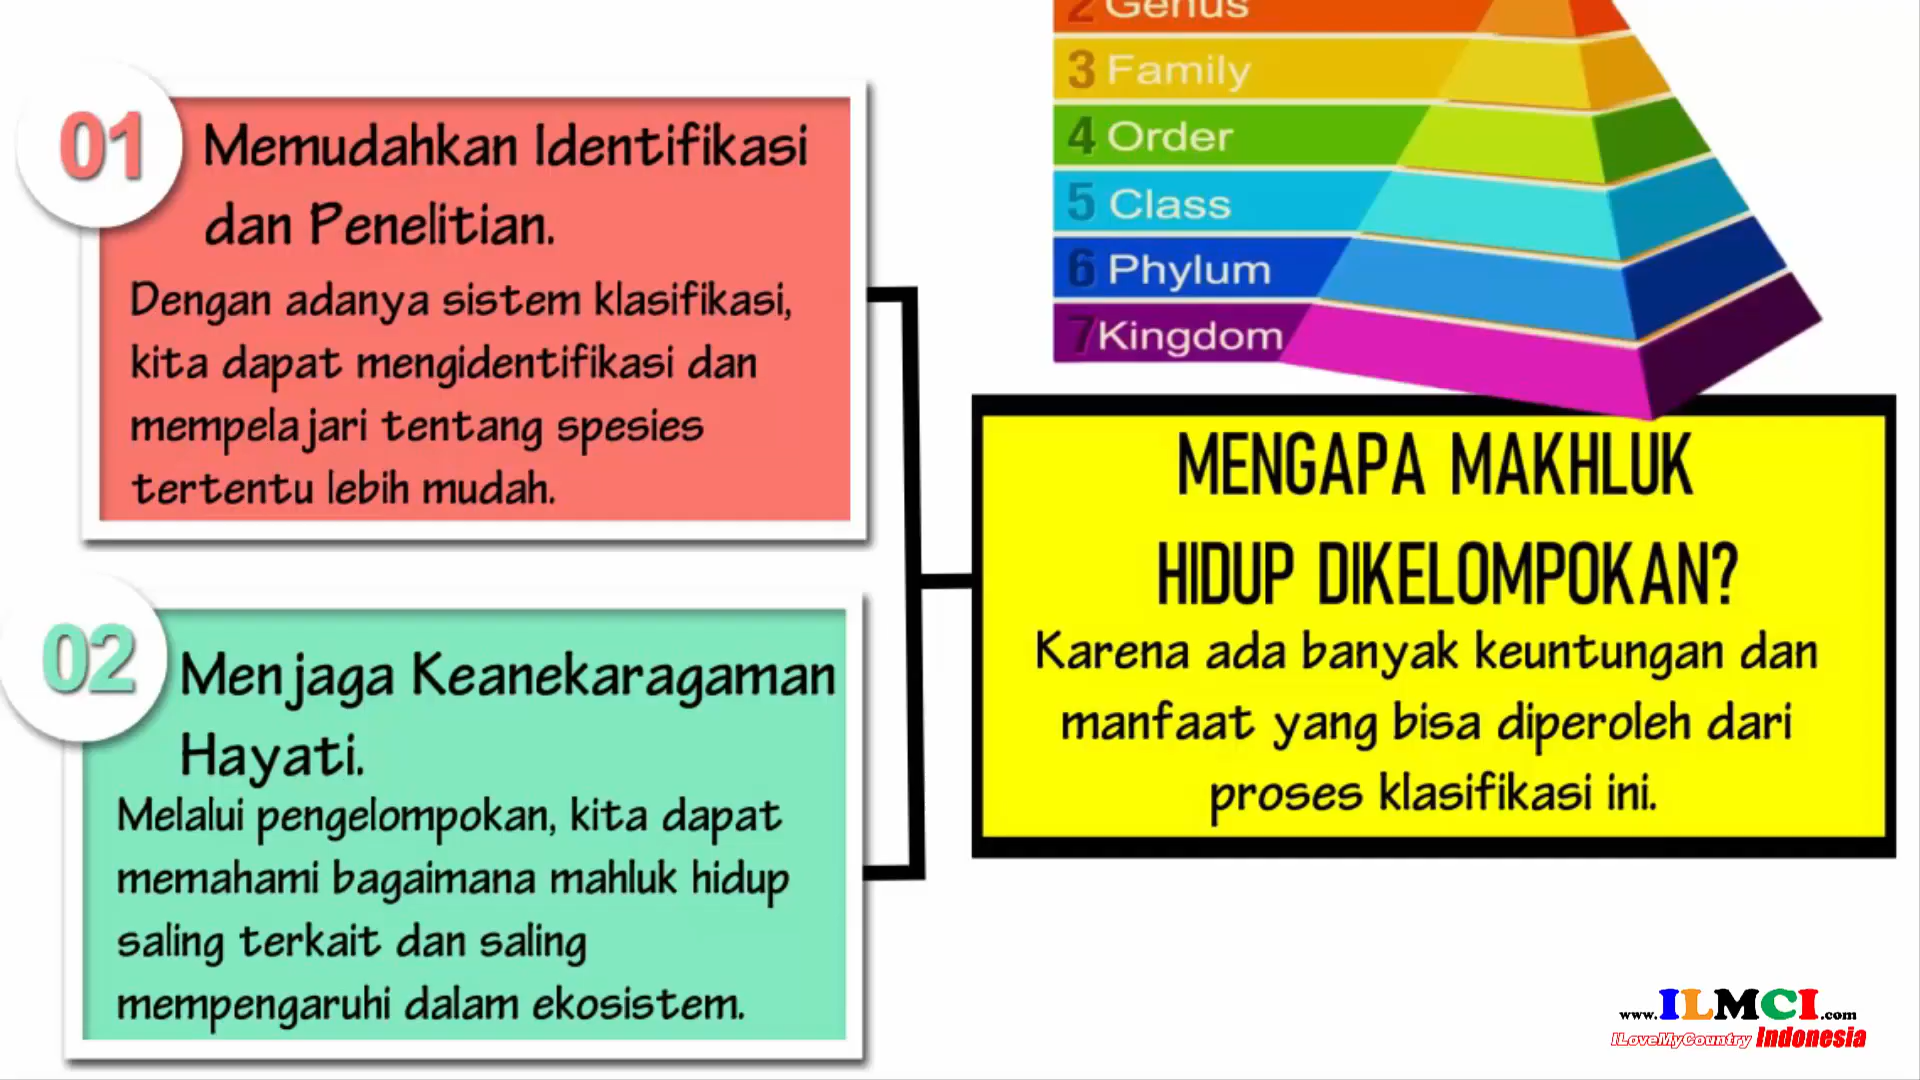 01
Memudahkan Identifikasi
dan Penelitian.
Dengan adanya sistem klasifikasi,
kita dapat mengidentifikasi dan
mempelajari tentang spesies
tertentu lebih mudah.
02
Menjaga Keanekaragaman
Hayati.
Melalui pengelompokan, kita dapat
memahami bagaimana mahluk hidup
saling terkait dan saling
mempengaruhi dalam ekosistem.
2 Genus
3 Family
4 Order
5 Class
6 Phylum
7 Kingdom
MENGAPA MAKHLUK
HIDUP DIKELOMPOKAN?
Karena ada banyak keuntungan dan
manfaat yang bisa diperoleh dari
proses klasifikasi ini.
www.ILMCI.com
ILoveMyCountry Indonesia